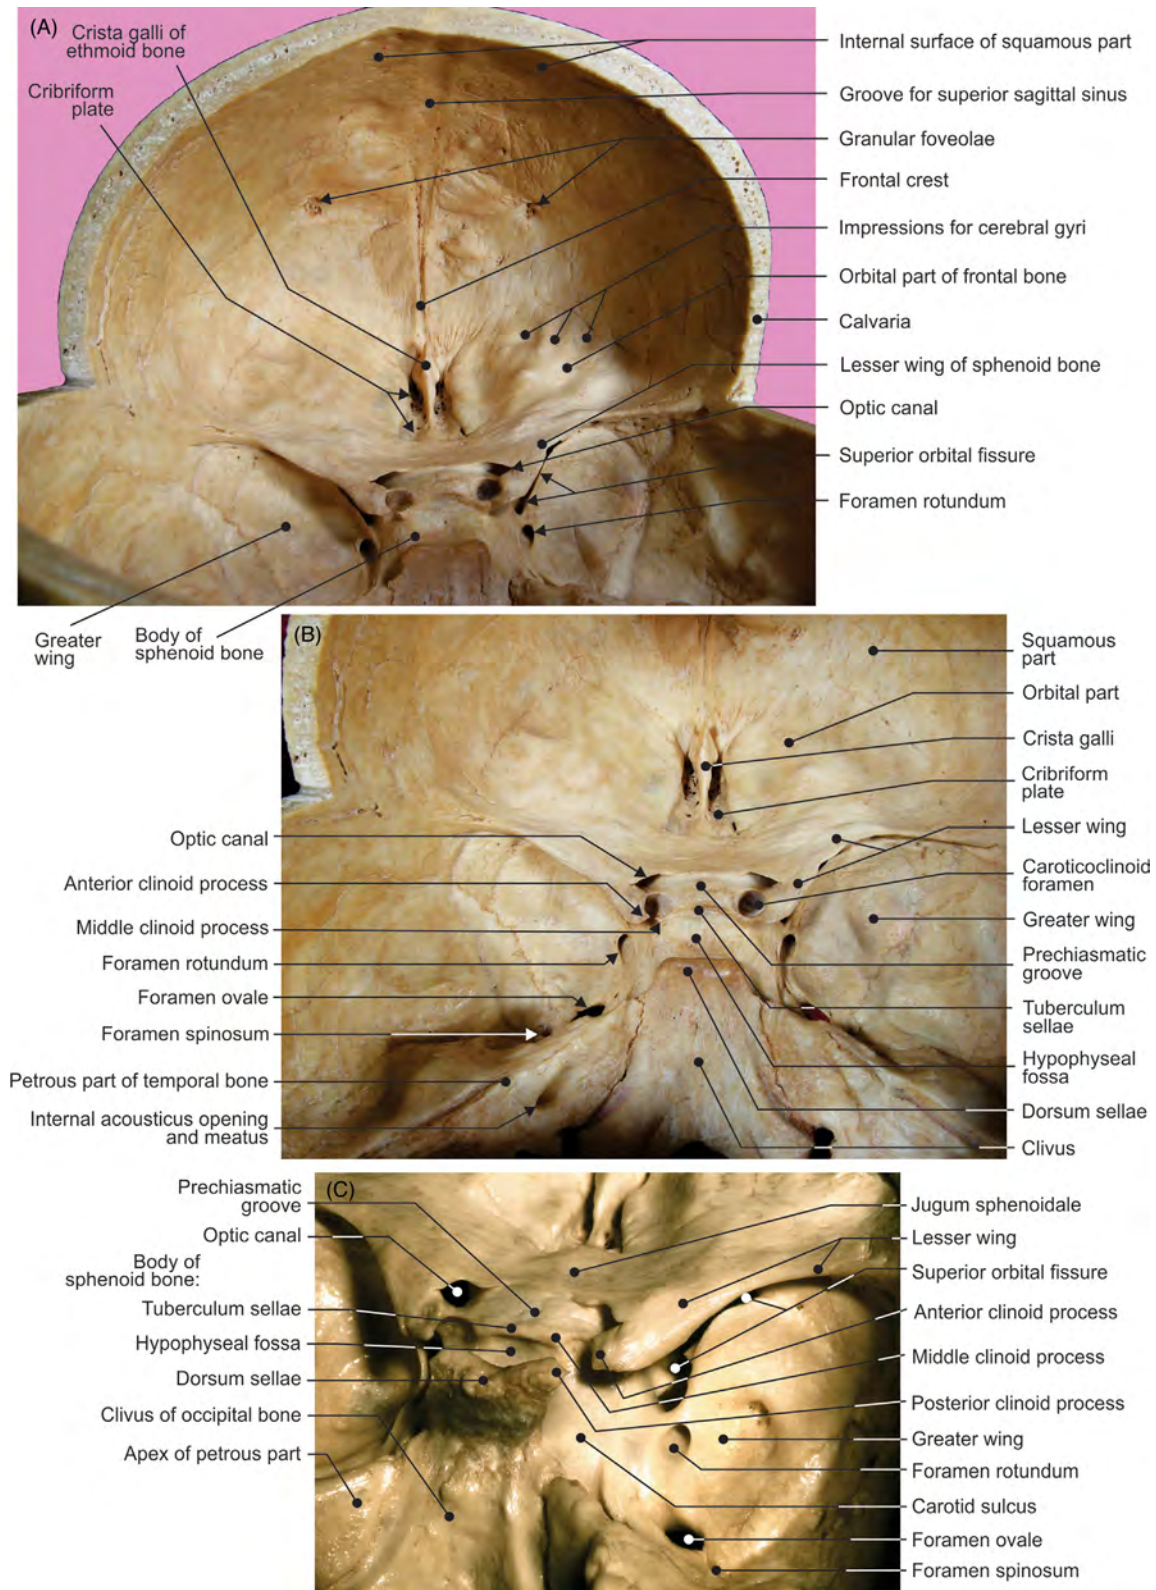 (A)
Crista galli of
ethmoid bone
Cribriform
plate
Internal surface of squamous part
Groove for superior sagittal sinus
Granular foveolae
Frontal crest
Impressions for cerebral gyri
Orbital part of frontal bone
Calvaria
Lesser wing of sphenoid bone
Optic canal
Superior orbital fissure
Foramen rotundum
Greater
wing
Body of
sphenoid bone
(B)
Squamous
part
Orbital part
Crista galli
Cribriform
plate
Lesser wing
Caroticoclinoid
foramen
Greater wing
Prechiasmatic
groove
Tuberculum
sellae
Hypophyseal
fossa
Dorsum sellae
Clivus
Optic canal
Anterior clinoid process
Middle clinoid process
Foramen rotundum
Foramen ovale
Foramen spinosum
Petrous part of temporal bone
Internal acousticus opening
and meatus
(C)
Prechiasmatic
groove
Optic canal
Body of
sphenoid bone:
Tuberculum sellae
Hypophyseal fossa
Dorsum sellae
Clivus of occipital bone
Apex of petrous part
Jugum sphenoidale
Lesser wing
Superior orbital fissure
Anterior clinoid process
Middle clinoid process
Posterior clinoid process
Greater wing
Foramen rotundum
Carotid sulcus
Foramen ovale
Foramen spinosum